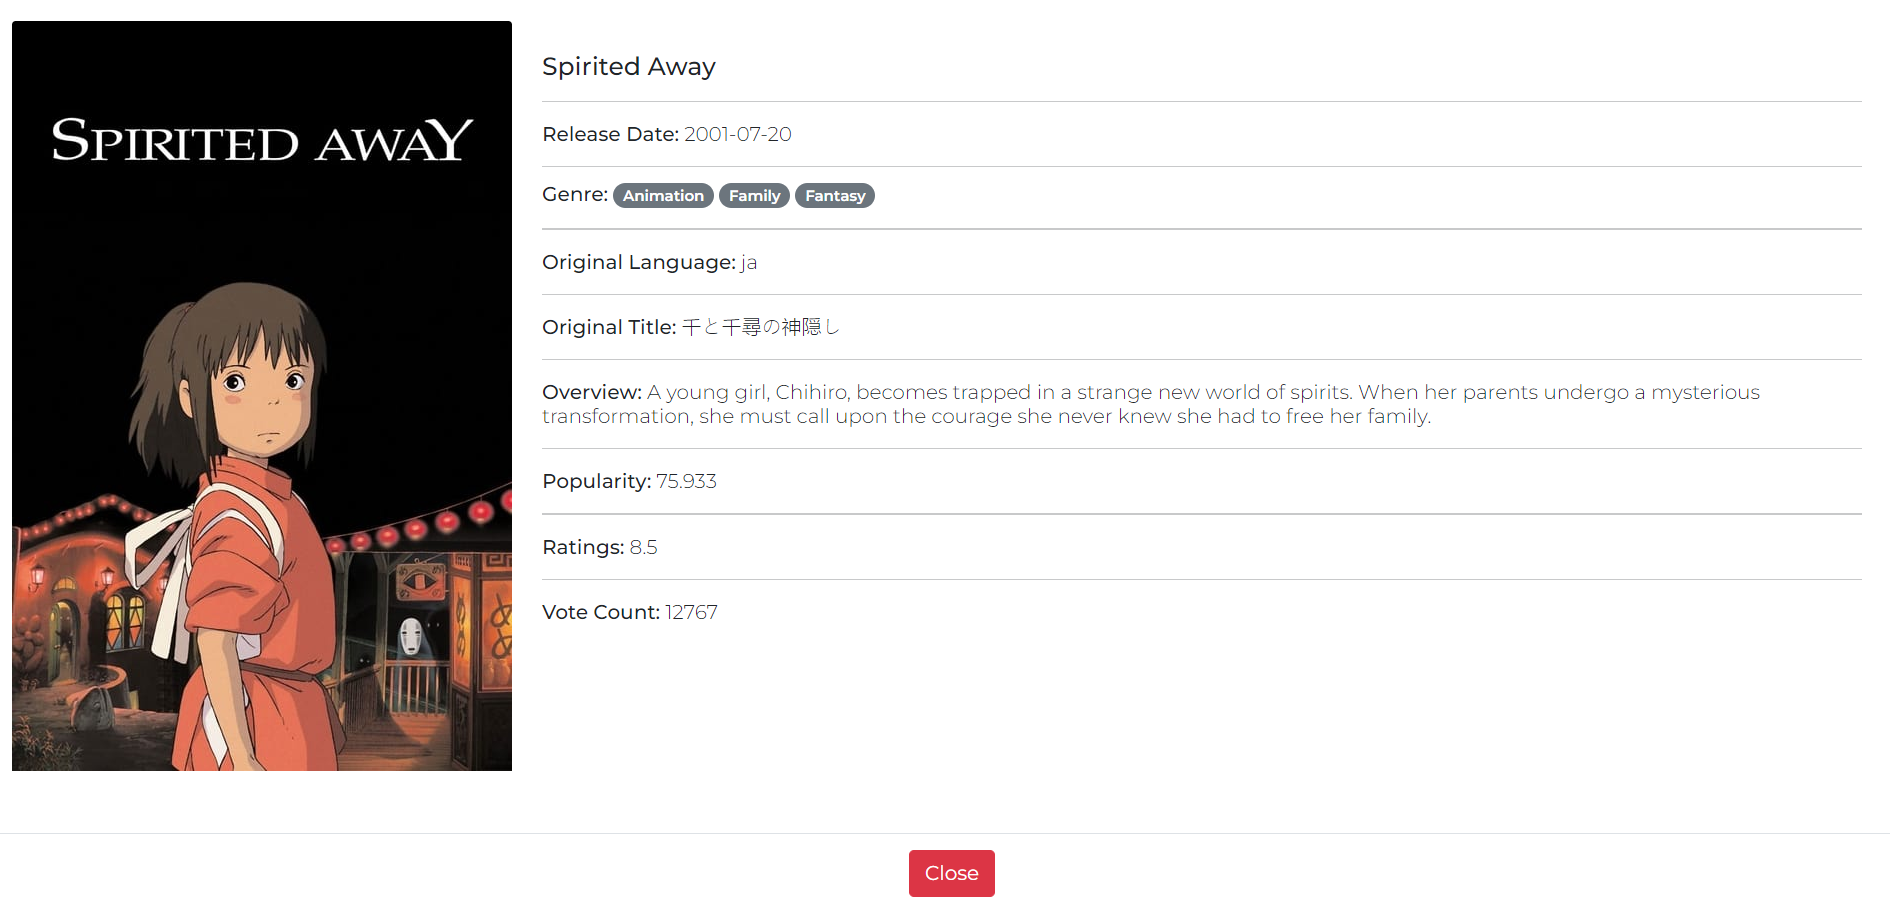 SPIRITED AWAY
Spirited Away
Release Date: 2001-07-20
Genre: Animation Family Fantasy
Original Language: ja
Original Title: 千と千尋の神隠し
Overview: A young girl, Chihiro, becomes trapped in a strange new world of spirits. When her parents undergo a mysterious
transformation, she must call upon the courage she never knew she had to free her family.
Popularity: 75.933
Ratings: 8.5
Vote Count: 12767
Close